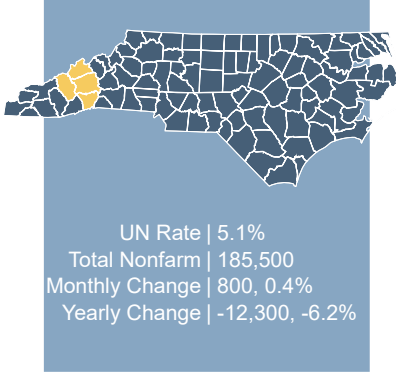 UN Rate | 5.1%
Total Nonfarm | 185,500
Monthly Change | 800, 0.4%
Yearly Change | -12,300, -6.2%